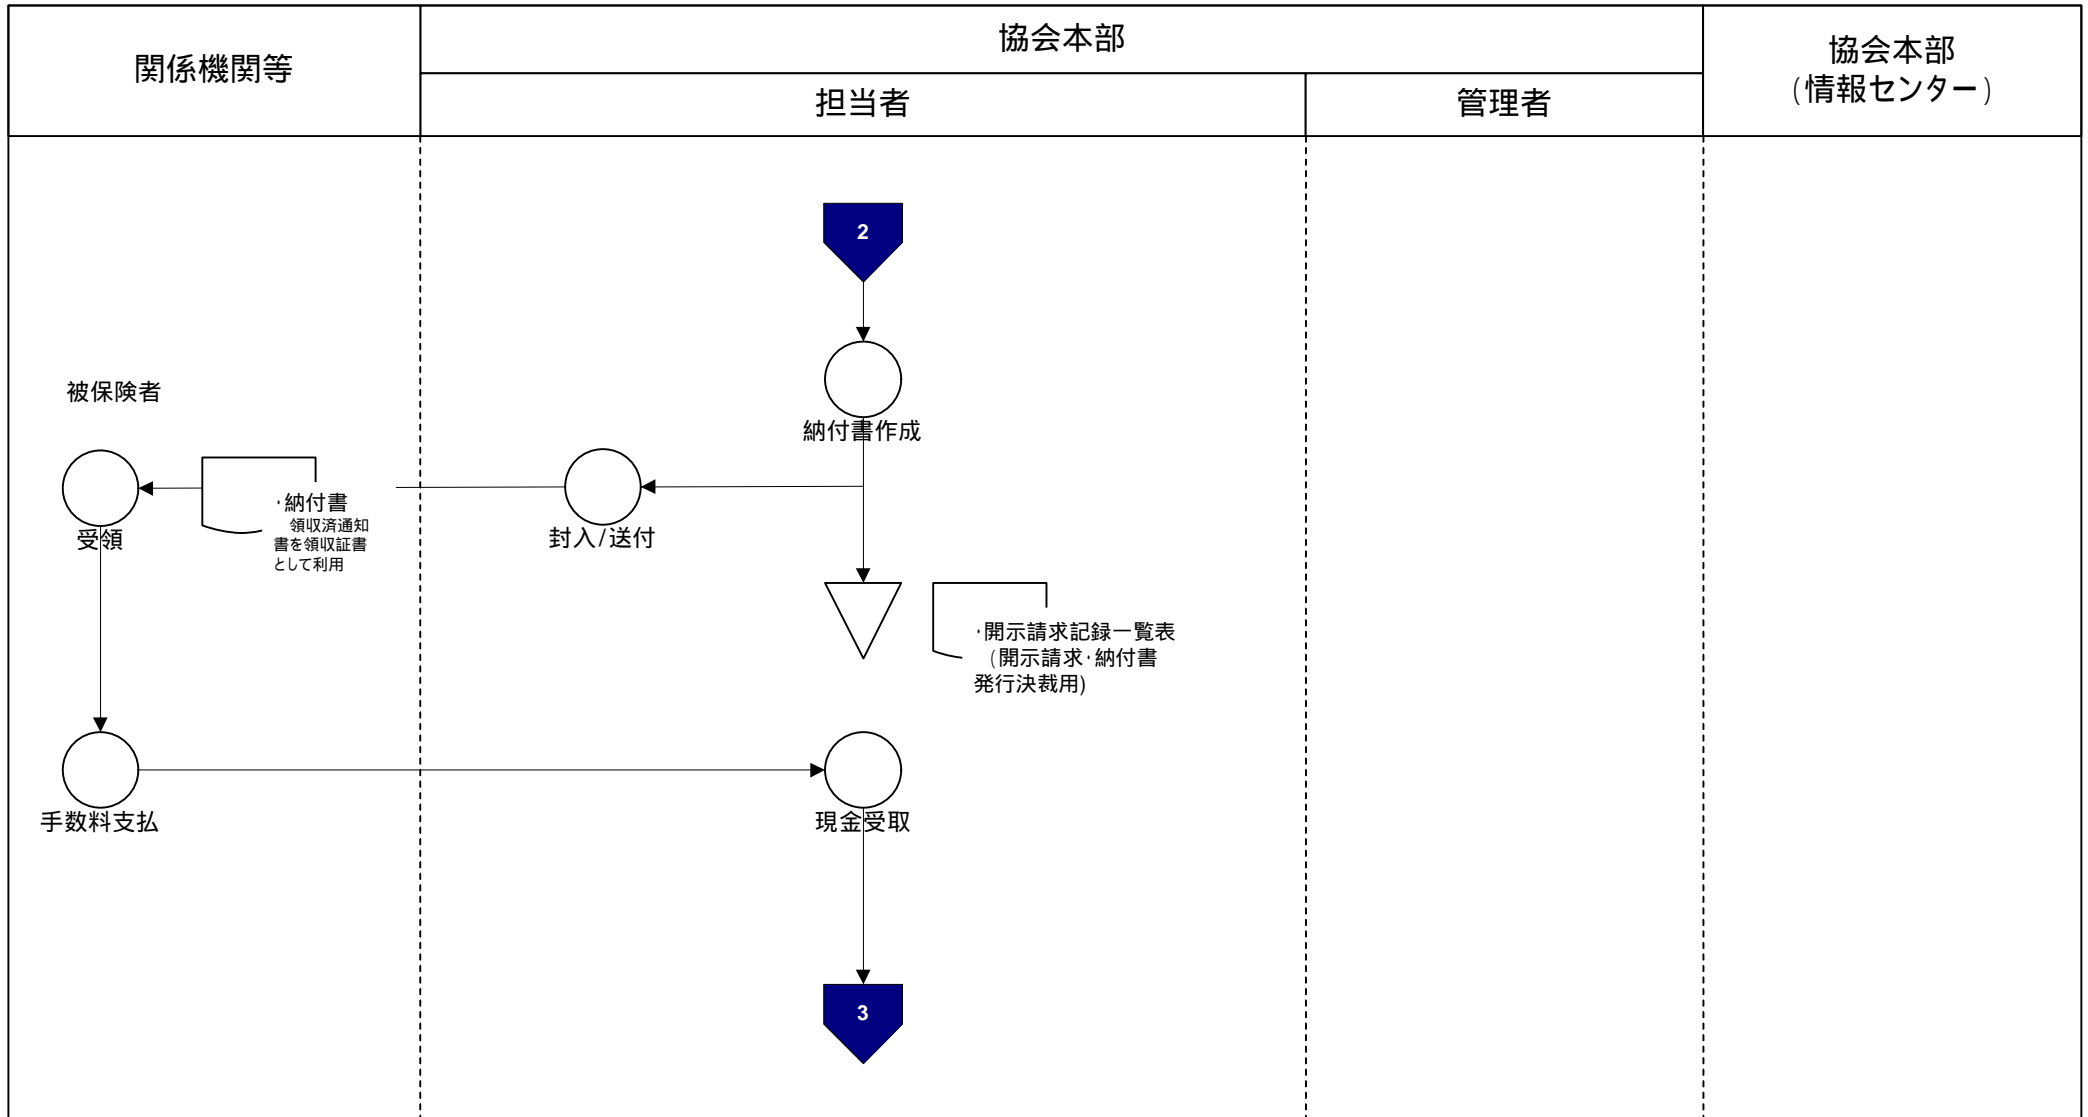 関係機関等
協会本部
担当者
管理者
協会本部
(情報センター)
2
納付書作成
被保険者
受領
・納付書
領収済通知
書を領収証書
として利用
封入/送付
・開示請求記録一覧表
(開示請求・納付書
発行決裁用)
手数料支払
現金受取
3